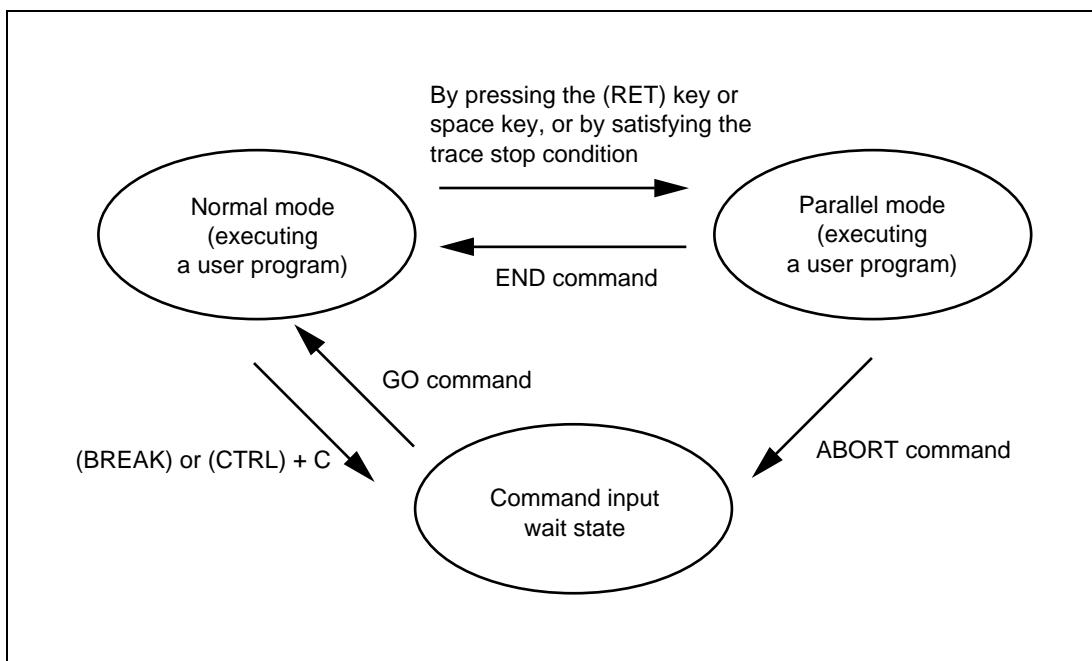 By pressing the (RET) key or
space key, or by satisfying the
trace stop condition
Normal mode
(executing
a user program)
Parallel mode
(executing
a user program)
END command
GO command
(BREAK) or (CTRL) + C
ABORT command
Command input
wait state